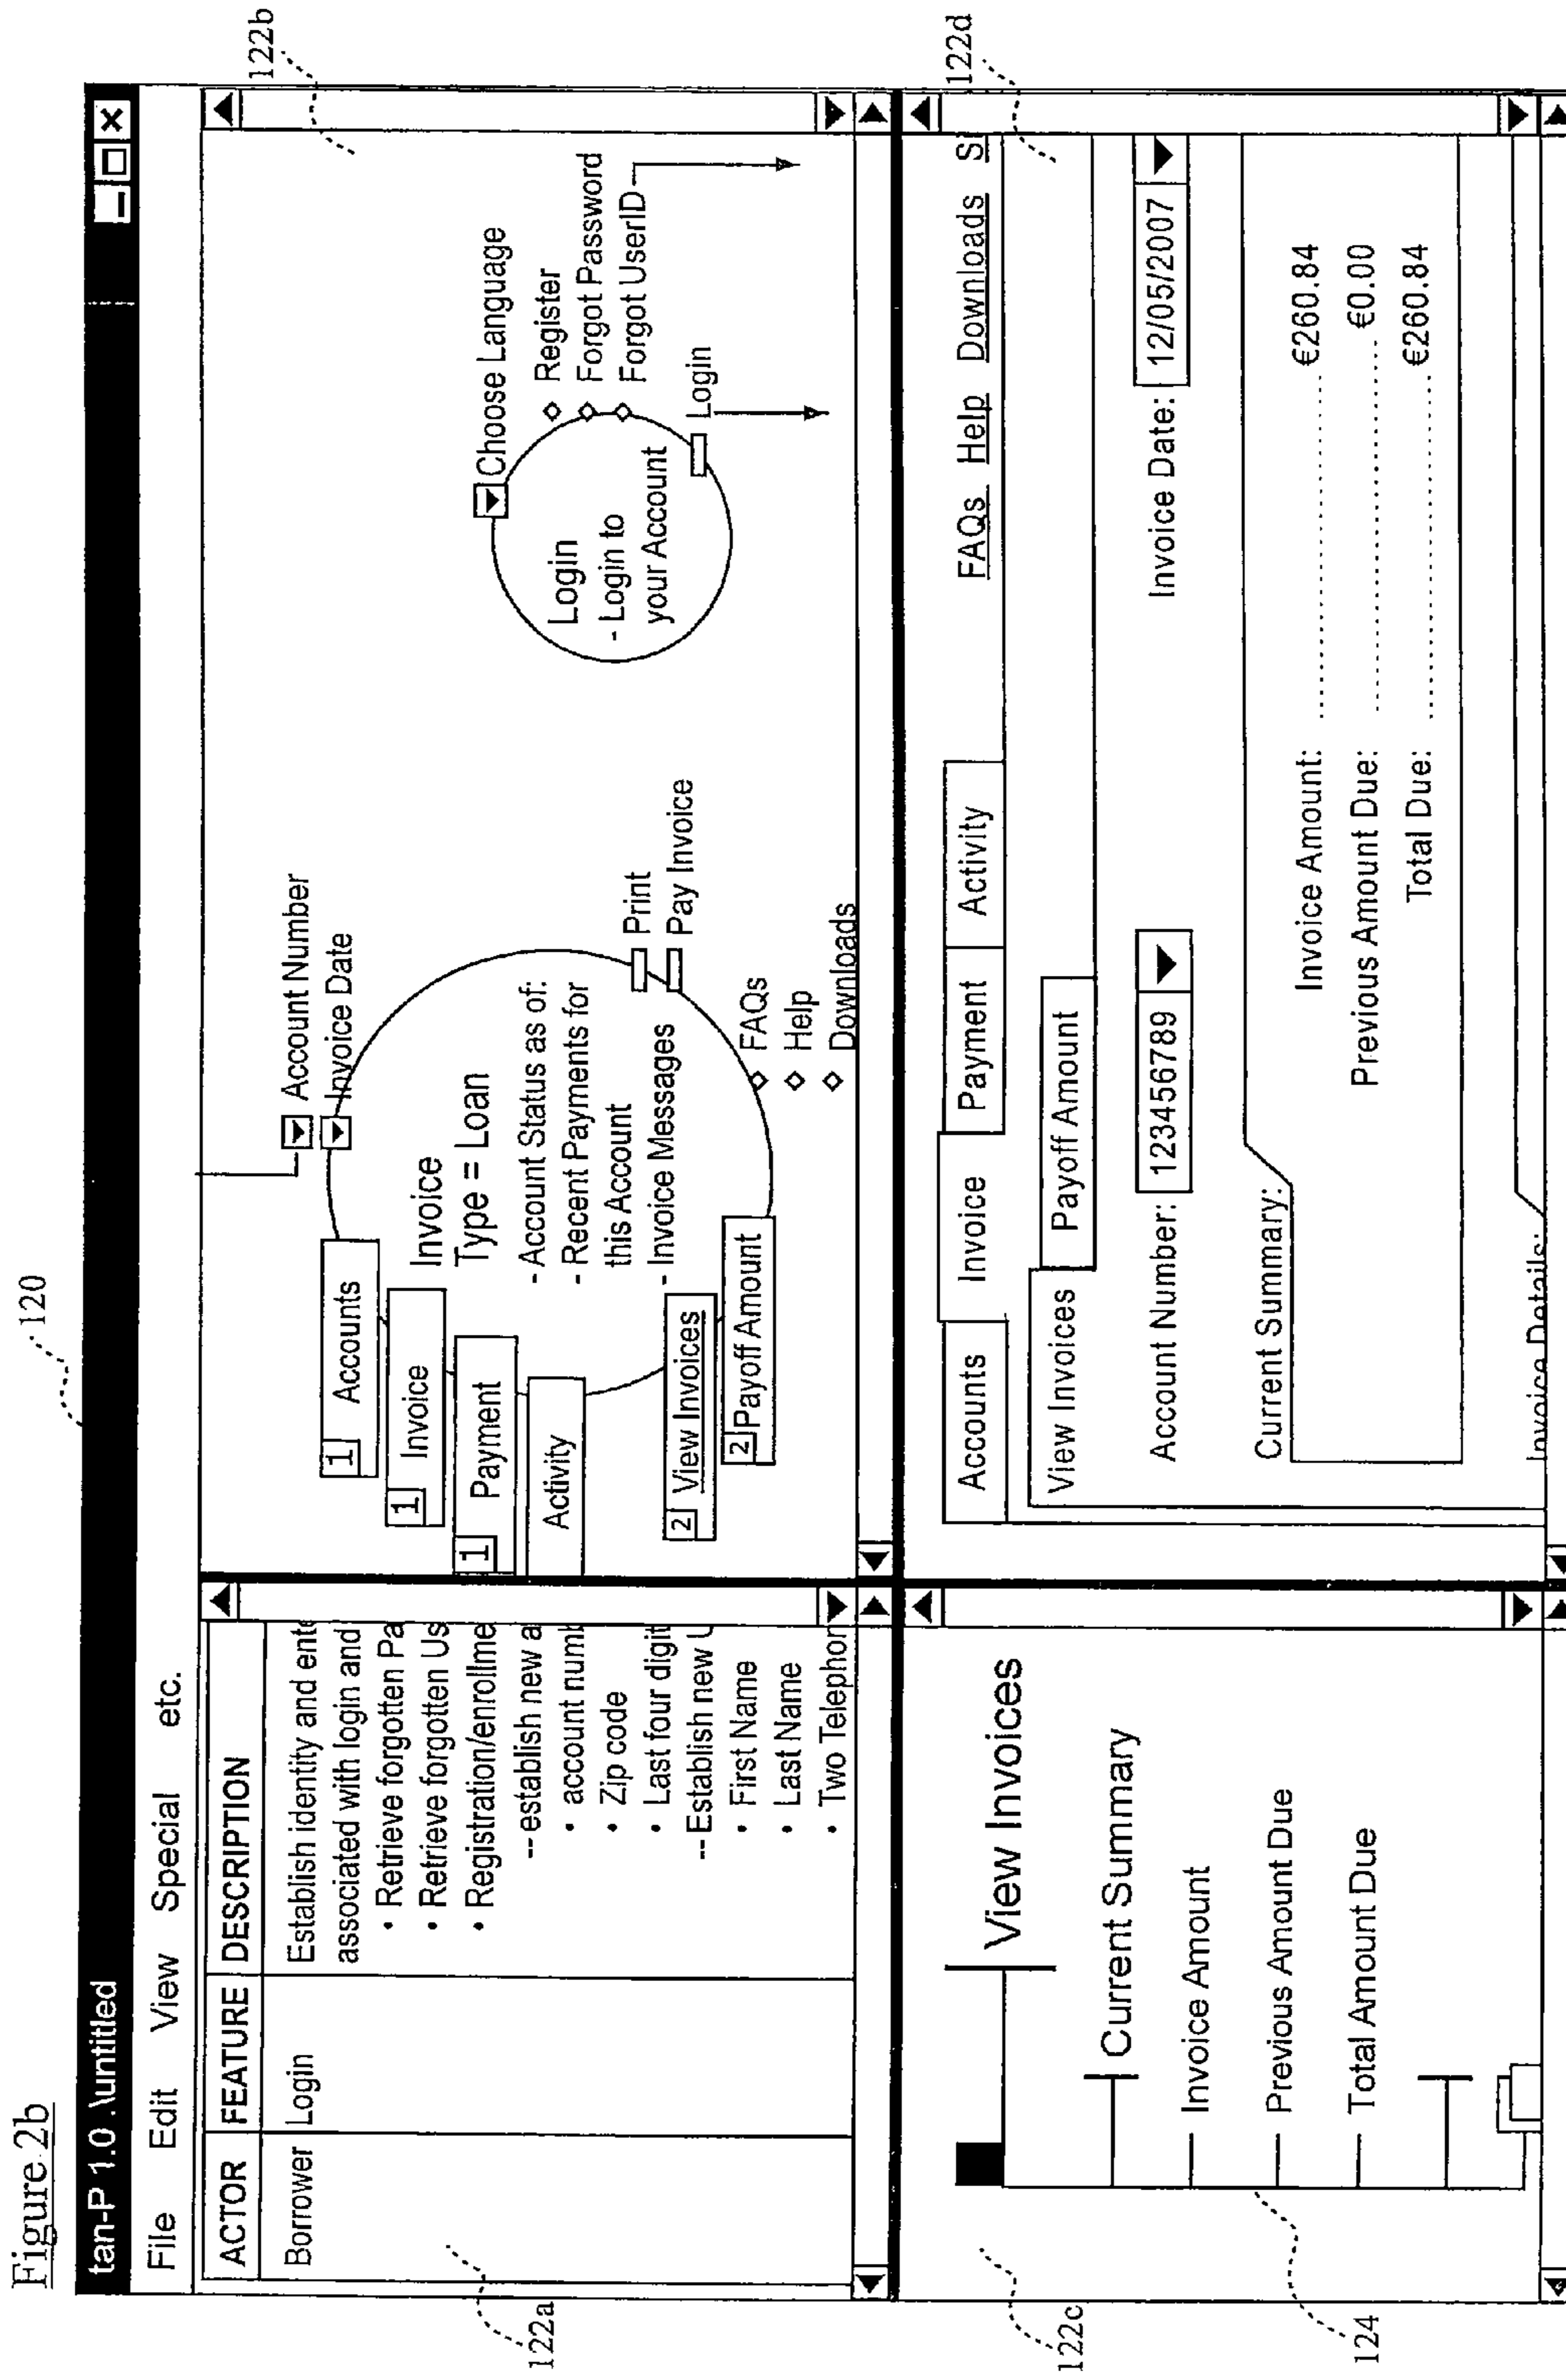 Figure 2b
120
tan-P 1.0 .\untitled
File Edit View Special etc.
122a
ACTOR FEATURE DESCRIPTION
Borrower Login Establish identity and ente
associated with login and
• Retrieve forgotten Pa
• Retrieve forgotten Us
• Registration/enrollme
-- establish new a
• account numb
• Zip code
• Last four digit
-- Establish new U
• First Name
• Last Name
• Two Telephon
122b
Account Number
Invoice Date
1 Accounts
1 Invoice
1 Payment
Activity
2 View Invoices
2 Payoff Amount
Invoice
Type = Loan
- Account Status as of:
- Recent Payments for
this Account
- Invoice Messages
Print
Pay Invoice
FAQs
Help
Downloads
Choose Language
Login
- Login to
your Account
Register
Forgot Password
Forgot UserID
Login
122c
View Invoices
Current Summary
Invoice Amount
Previous Amount Due
Total Amount Due
124
122d
Accounts Invoice Payment Activity FAQs Help Downloads
View Invoices Payoff Amount
Account Number: 123456789 Invoice Date: 12/05/2007
Current Summary:
Invoice Amount: €260.84
Previous Amount Due: €0.00
Total Due: €260.84
Invoice Details: